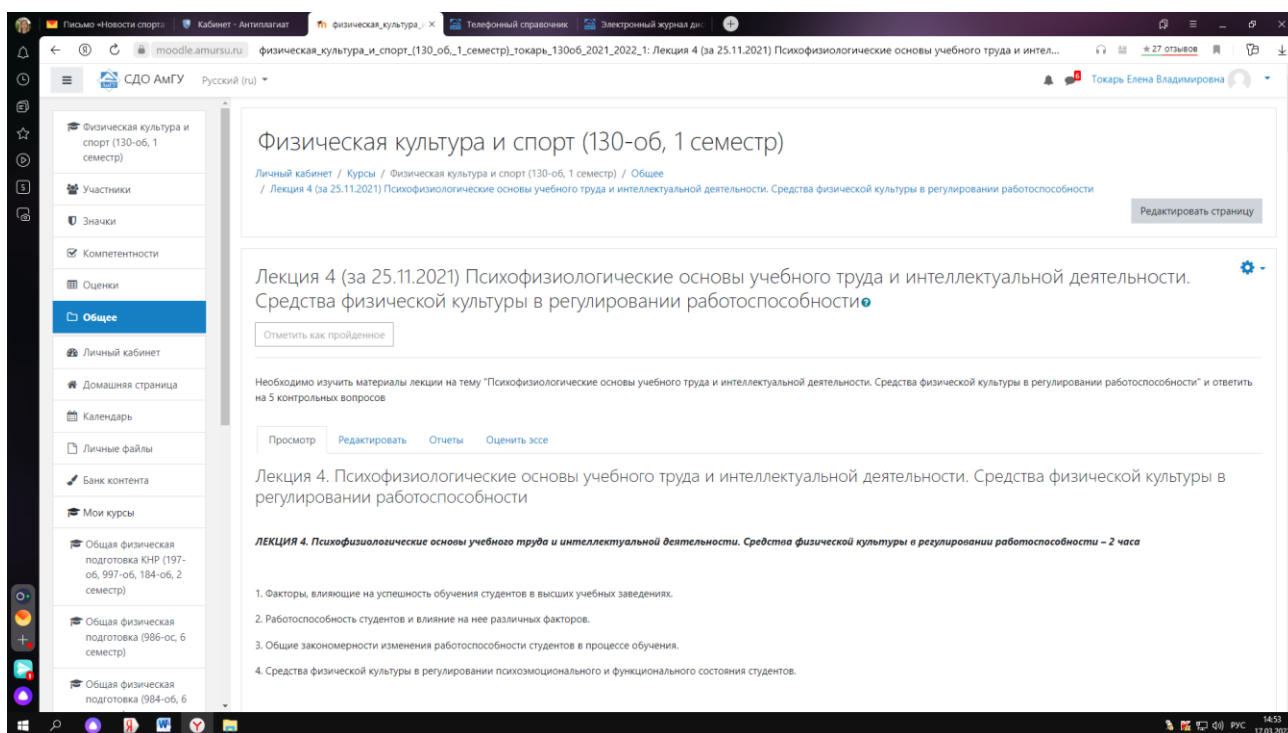 Письмо «Новости спорта
Кабинет - Антиплагиат
физическая_культура_
Телефонный справочник
Электронный журнал дис
moodle.amursu.ru
физическая_культура_и_спорт_(130_об,_1_семестр)_токарь_130об_2021_2022_1: Лекция 4 (за 25.11.2021) Психофизиологические основы учебного труда и интел...
★ 27 отзывов
СДО АмГУ
Русский (ru)
6
Токарь Елена Владимировна
Физическая культура и
спорт (130-об, 1
семестр)
Участники
Значки
Компетентности
Оценки
Общее
Личный кабинет
Домашняя страница
Календарь
Личные файлы
Банк контента
Мои курсы
Общая физическая
подготовка КНР (197-
об, 997-об, 184-об, 2
семестр)
Общая физическая
подготовка (986-ос, 6
семестр)
Общая физическая
подготовка (984-об, 6
Физическая культура и спорт (130-об, 1 семестр)
Личный кабинет / Курсы / Физическая культура и спорт (130-об, 1 семестр) / Общее
/ Лекция 4 (за 25.11.2021) Психофизиологические основы учебного труда и интеллектуальной деятельности. Средства физической культуры в регулировании работоспособности
Редактировать страницу
Лекция 4 (за 25.11.2021) Психофизиологические основы учебного труда и интеллектуальной деятельности.
Средства физической культуры в регулировании работоспособности
Отметить как пройденное
Необходимо изучить материалы лекции на тему "Психофизиологические основы учебного труда и интеллектуальной деятельности. Средства физической культуры в регулировании работоспособности" и ответить
на 5 контрольных вопросов
Просмотр
Редактировать
Отчеты
Оценить эссе
Лекция 4. Психофизиологические основы учебного труда и интеллектуальной деятельности. Средства физической культуры в
регулировании работоспособности
ЛЕКЦИЯ 4. Психофизиологические основы учебного труда и интеллектуальной деятельности. Средства физической культуры в регулировании работоспособности – 2 часа
1. Факторы, влияющие на успешность обучения студентов в высших учебных заведениях.
2. Работоспособность студентов и влияние на нее различных факторов.
3. Общие закономерности изменения работоспособности студентов в процессе обучения.
4. Средства физической культуры в регулировании психоэмоционального и функционального состояния студентов.
РУС
14:53